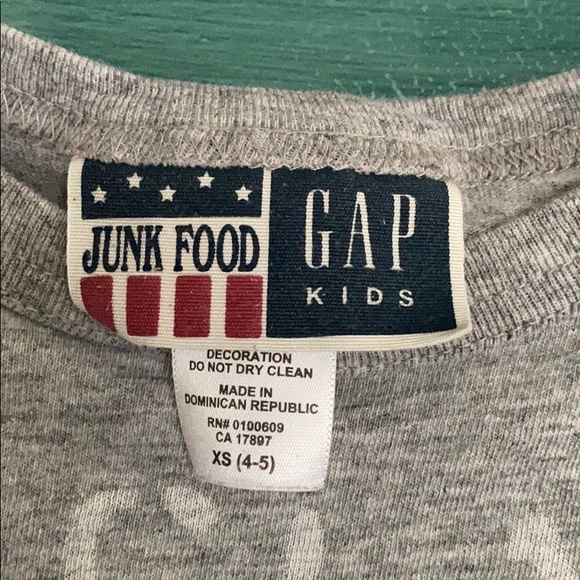 JUNK FOOD
GAP
KIDS
DECORATION
DO NOT DRY CLEAN
MADE IN
DOMINICAN REPUBLIC
RN# 0100609
CA 17897
XS (4-5)